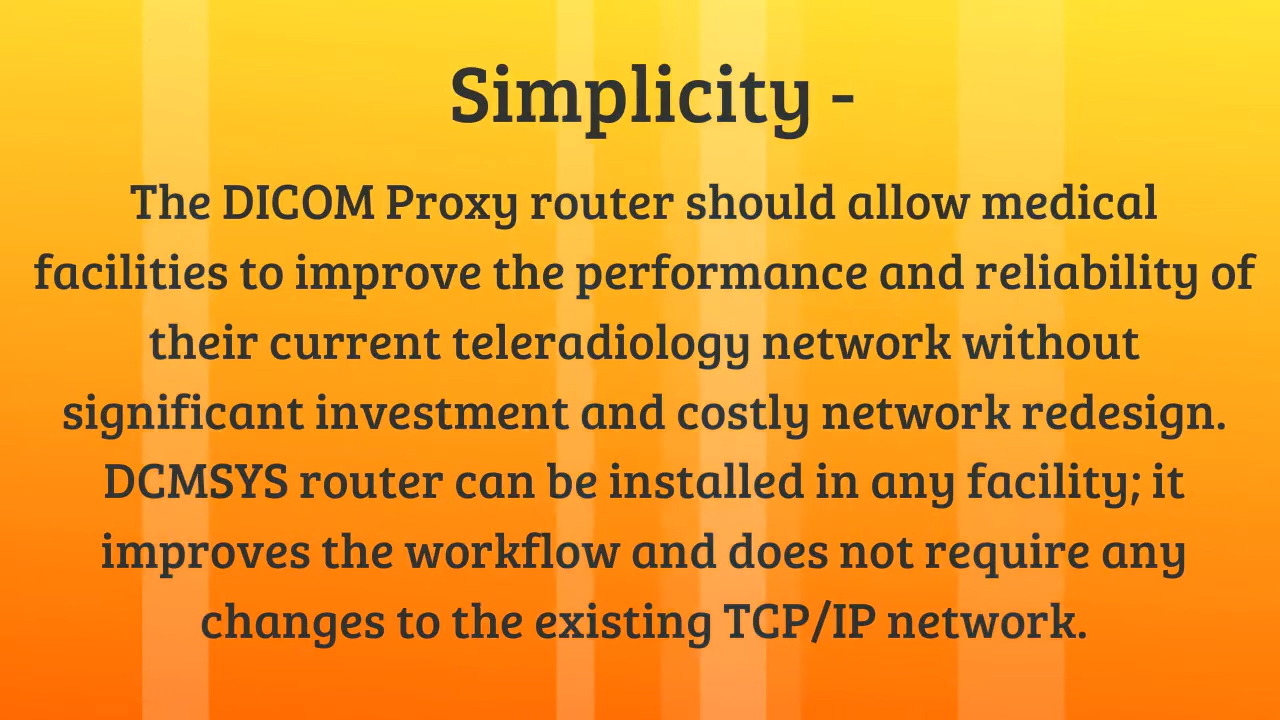 Simplicity -
The DICOM Proxy router should allow medical
facilities to improve the performance and reliability of
their current teleradiology network without
significant investment and costly network redesign.
DCMSYS router can be installed in any facility; it
improves the workflow and does not require any
changes to the existing TCP/IP network.